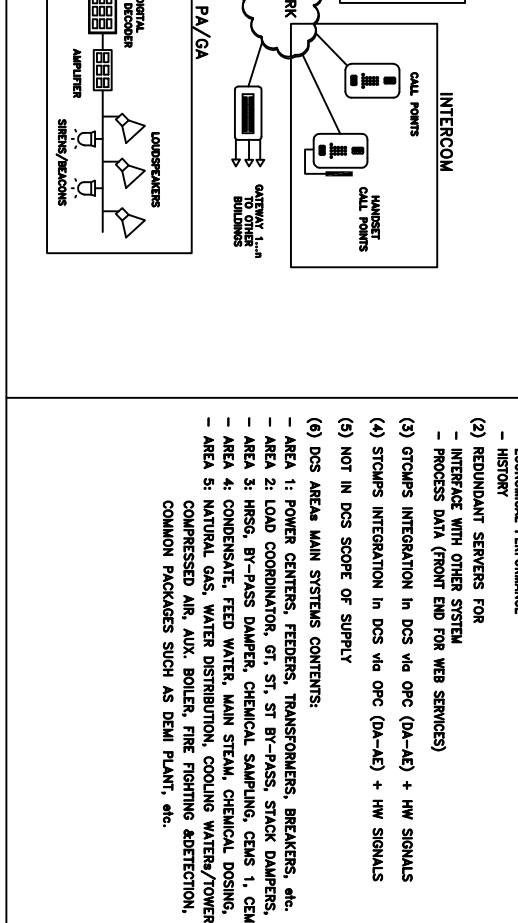 PA/GA
DIGITAL
DECODER
AMPLIFIER
LOUDSPEAKERS
SIRENS/BEACONS
INTERCOM
CALL POINTS
HANDSET
CALL POINTS
GATEWAY 1...n
TO OTHER
BUILDINGS
- HISTORY
(2) REDUNDANT SERVERS FOR
- INTERFACE WITH OTHER SYSTEM
- PROCESS DATA (FRONT END FOR WEB SERVICES)
(3) GTCMPS INTEGRATION in DCS via OPC (DA-AE) + HW SIGNALS
(4) STCMPS INTEGRATION in DCS via OPC (DA-AE) + HW SIGNALS
(5) NOT IN DCS SCOPE OF SUPPLY
(6) DCS AREAs MAIN SYSTEMS CONTENTS:
- AREA 1: POWER CENTERS, FEEDERS, TRANSFORMERS, BREAKERS, etc.
- AREA 2: LOAD COORDINATOR, GT, ST, ST BY-PASS, STACK DAMPERS,
- AREA 3: HRSG, BY-PASS DAMPER, CHEMICAL SAMPLING, CEMS 1, CEM
- AREA 4: CONDENSATE, FEED WATER, MAIN STEAM, CHEMICAL DOSING,
- AREA 5: NATURAL GAS, WATER DISTRIBUTION, COOLING WATERs/TOWER
COMPRESSED AIR, AUX. BOILER, FIRE FIGHTING &DETECTION,
COMMON PACKAGES SUCH AS DEMI PLANT, etc.